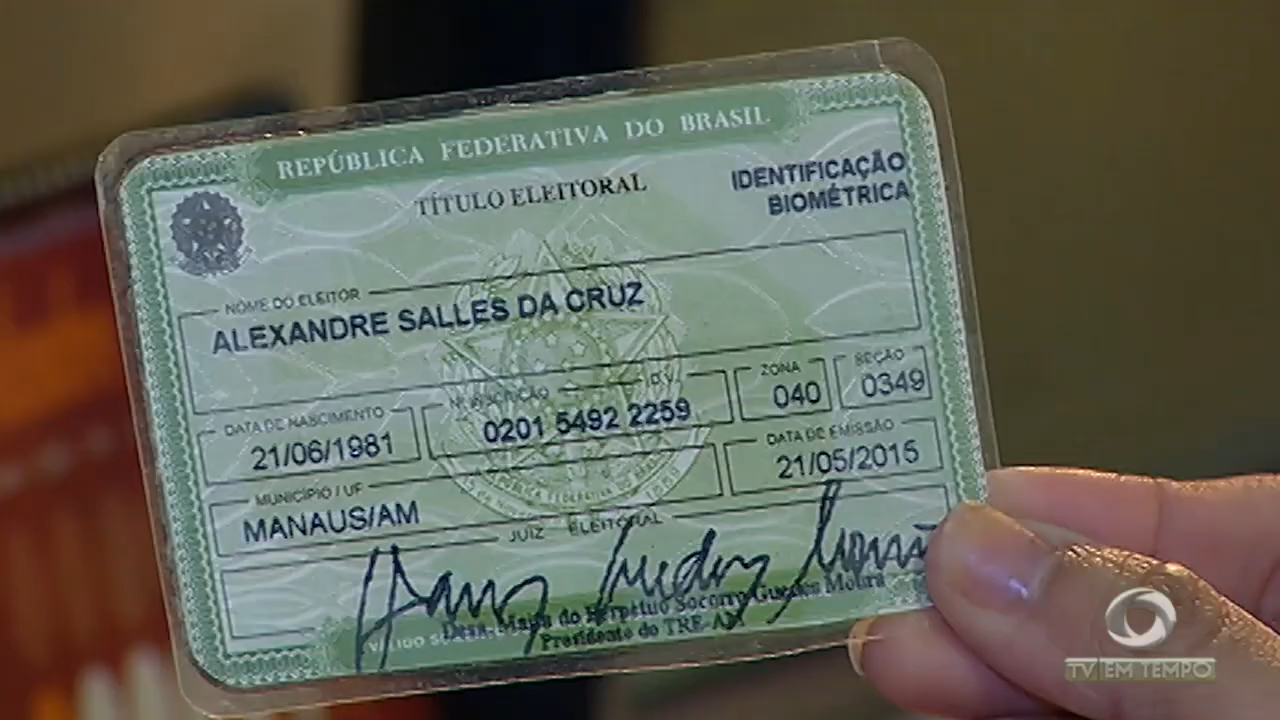 REPÚBLICA FEDERATIVA DO BRASIL
TÍTULO ELEITORAL
IDENTIFICAÇÃO
BIOMÉTRICA
NOME DO ELEITOR
ALEXANDRE SALLES DA CRUZ
DATA DE NASCIMENTO
21/06/1981
Nº INSCRIÇÃO D.V.
0201 5492 2259
ZONA
040
SEÇÃO
0349
MUNICÍPIO / UF
MANAUS/AM
DATA DE EMISSÃO
21/05/2015
JUIZ ELEITORAL
Desa. Maria do Perpétuo Socorro Guedes Moura
Presidente do TRE-AM
TV EM TEMPO